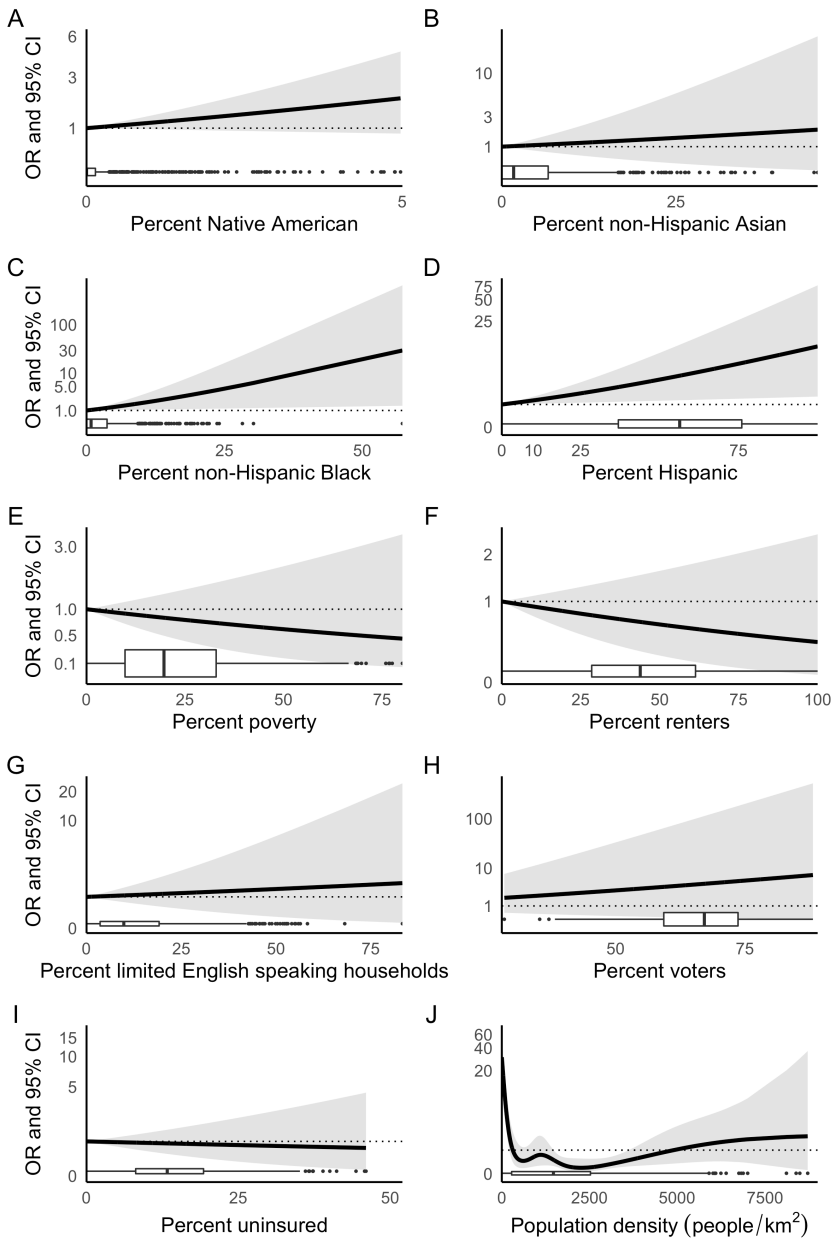 A
OR and 95% CI
6
3
1
0
5
Percent Native American
B
10
3
1
0
25
Percent non-Hispanic Asian
C
OR and 95% CI
100
30
10
5.0
1.0
0
25
50
Percent non-Hispanic Black
D
75
50
25
0
0
10
25
75
Percent Hispanic
E
OR and 95% CI
3.0
1.0
0.5
0.1
0
25
50
75
Percent poverty
F
2
1
0
0
25
50
75
100
Percent renters
G
OR and 95% CI
20
10
0
0
25
50
75
Percent limited English speaking households
H
100
10
1
50
75
Percent voters
I
OR and 95% CI
15
10
5
0
0
25
50
Percent uninsured
J
60
40
20
0
0
2500
5000
7500
Population density (people/km²)